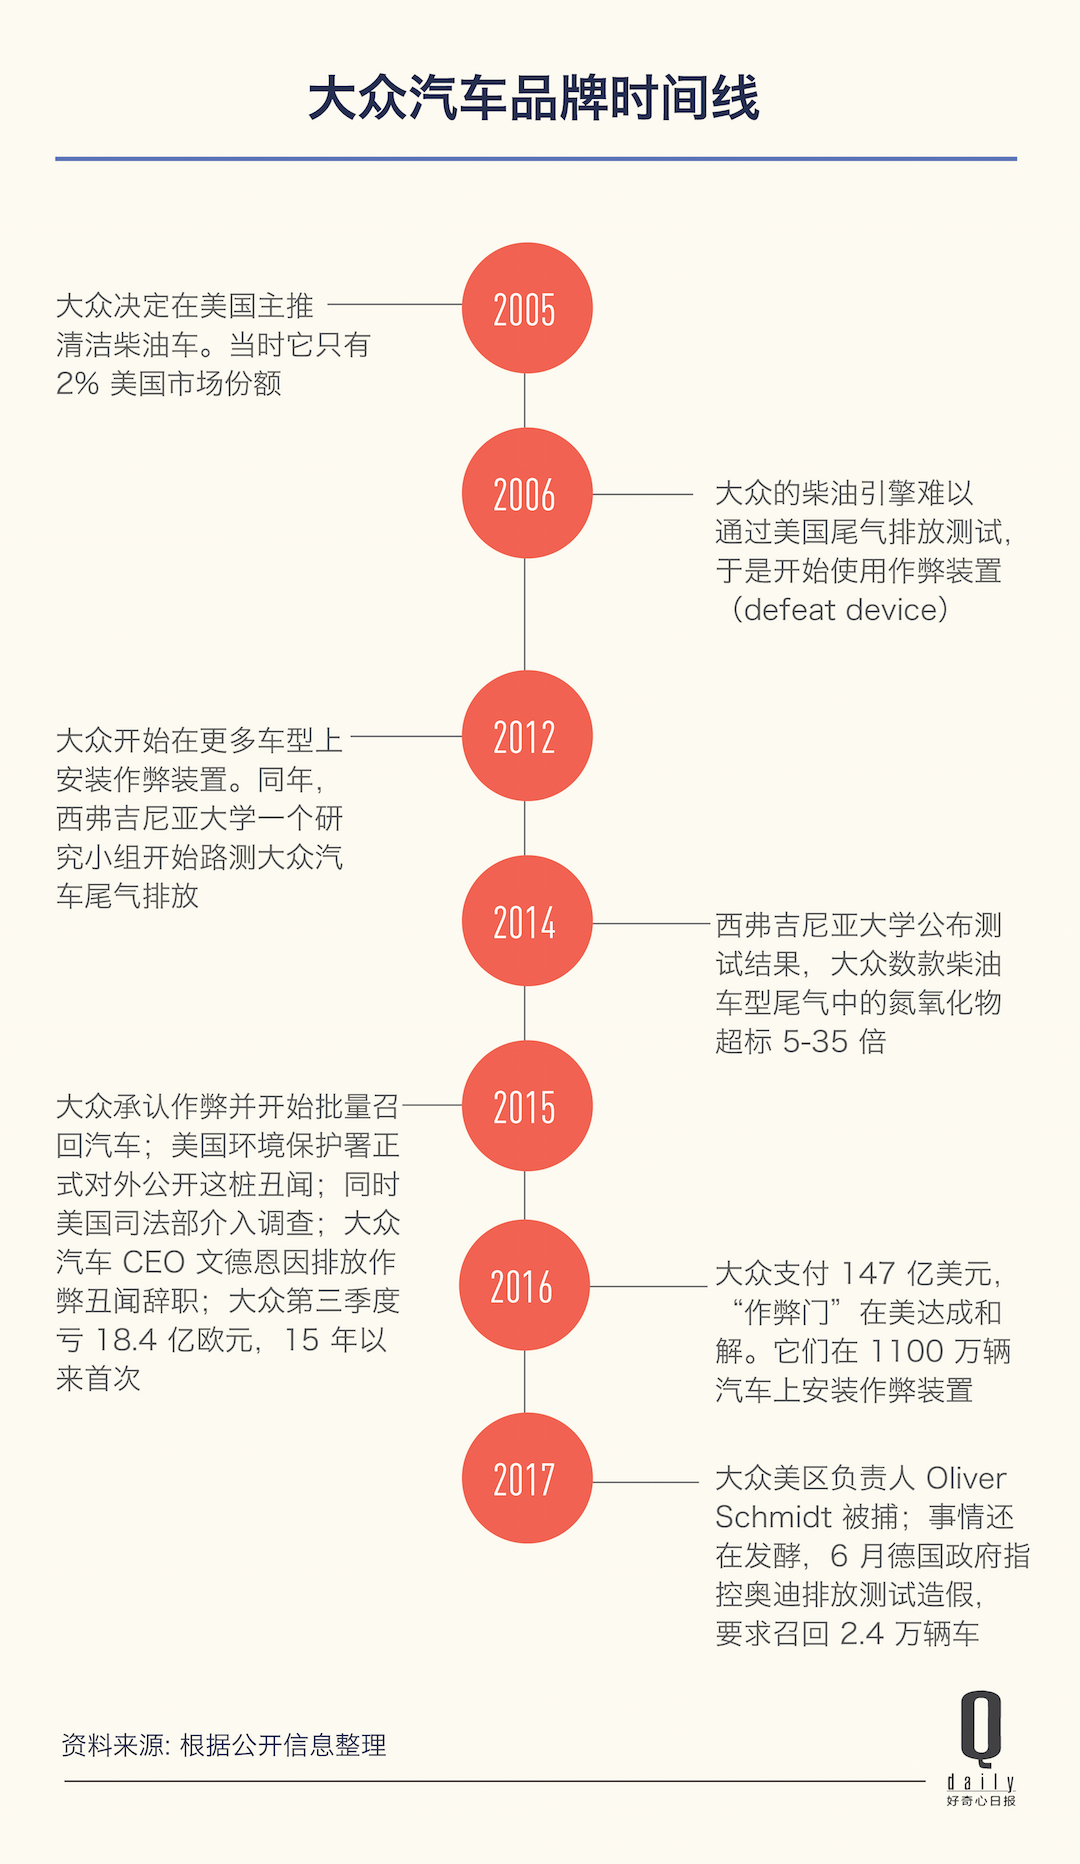 大众汽车品牌时间线
2005
大众决定在美国主推
清洁柴油车。当时它只有
2% 美国市场份额
2006
大众的柴油引擎难以
通过美国尾气排放测试，
于是开始使用作弊装置
（defeat device）
2012
大众开始在更多车型上
安装作弊装置。同年，
西弗吉尼亚大学一个研
究小组开始路测大众汽
车尾气排放
2014
西弗吉尼亚大学公布测
试结果，大众数款柴油
车型尾气中的氮氧化物
超标 5-35 倍
2015
大众承认作弊并开始批量召
回汽车；美国环境保护署正
式对外公开这桩丑闻；同时
美国司法部介入调查；大众
汽车 CEO 文德恩因排放作
弊丑闻辞职；大众第三季度
亏 18.4 亿欧元，15 年以
来首次
2016
大众支付 147 亿美元，
“作弊门”在美达成和
解。它们在 1100 万辆
汽车上安装作弊装置
2017
大众美区负责人 Oliver
Schmidt 被捕；事情还
在发酵，6 月德国政府指
控奥迪排放测试造假，
要求召回 2.4 万辆车
资料来源: 根据公开信息整理
Q
daily
好奇心日报